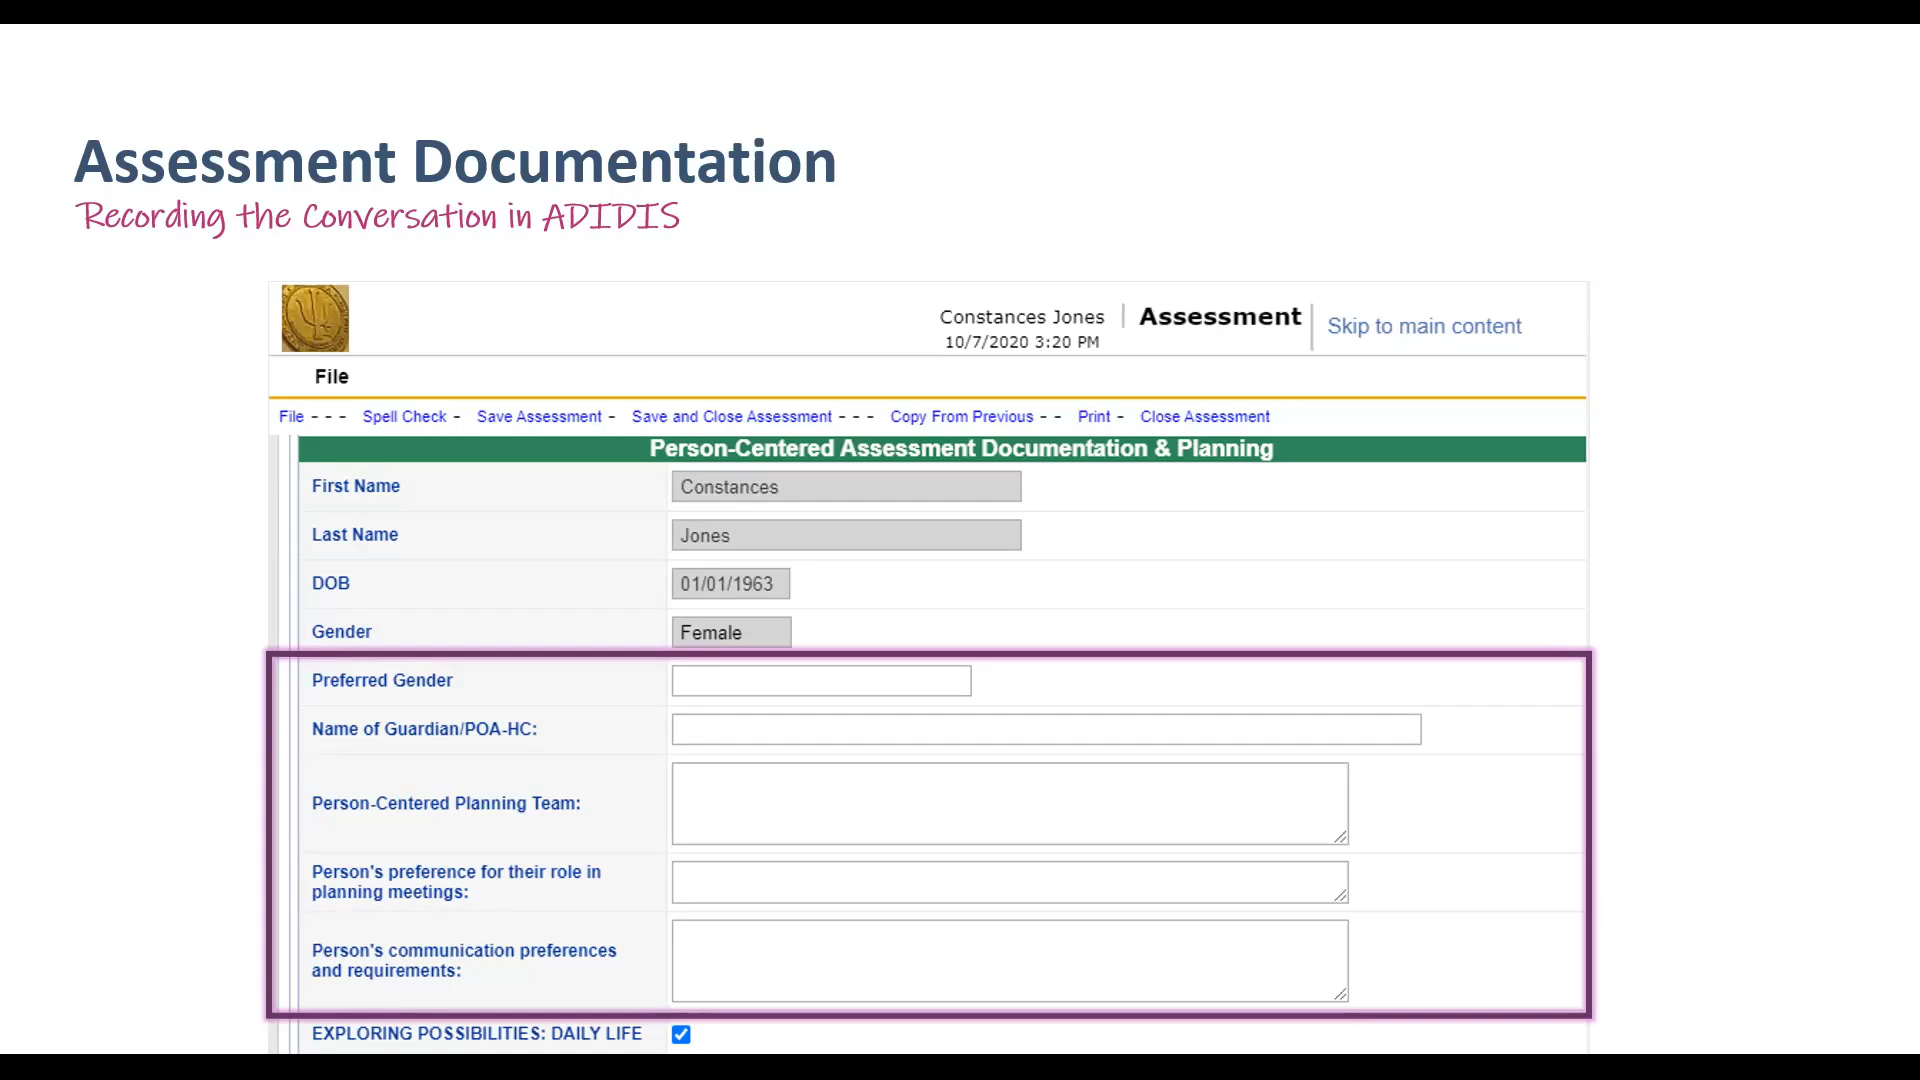 Assessment Documentation
Recording the Conversation in ADIDIS
Constances Jones
10/7/2020 3:20 PM
Assessment
Skip to main content
File
File - - - Spell Check - Save Assessment - Save and Close Assessment - - - Copy From Previous - - Print - Close Assessment
Person-Centered Assessment Documentation & Planning
First Name Constances
Last Name Jones
DOB 01/01/1963
Gender Female
Preferred Gender
Name of Guardian/POA-HC:
Person-Centered Planning Team:
Person's preference for their role in
planning meetings:
Person's communication preferences
and requirements:
EXPLORING POSSIBILITIES: DAILY LIFE